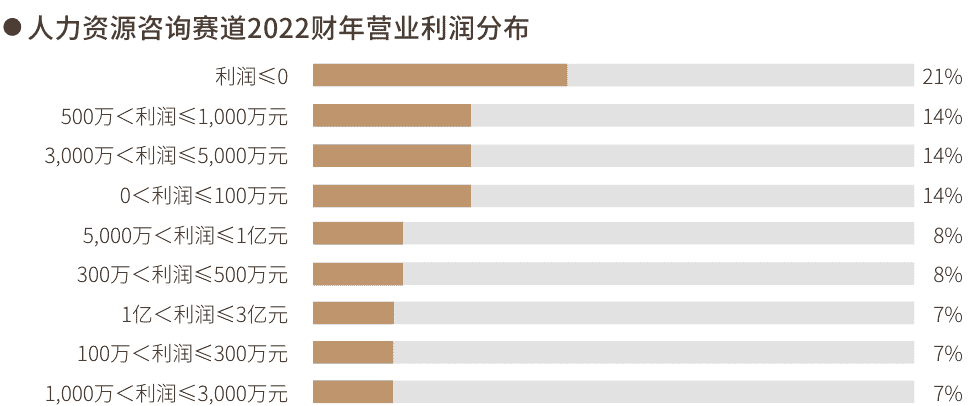 ● 人力资源咨询赛道2022财年营业利润分布
利润≤0 21%
500万＜利润≤1,000万元 14%
3,000万＜利润≤5,000万元 14%
0＜利润≤100万元 14%
5,000万＜利润≤1亿元 8%
300万＜利润≤500万元 8%
1亿＜利润≤3亿元 7%
100万＜利润≤300万元 7%
1,000万＜利润≤3,000万元 7%